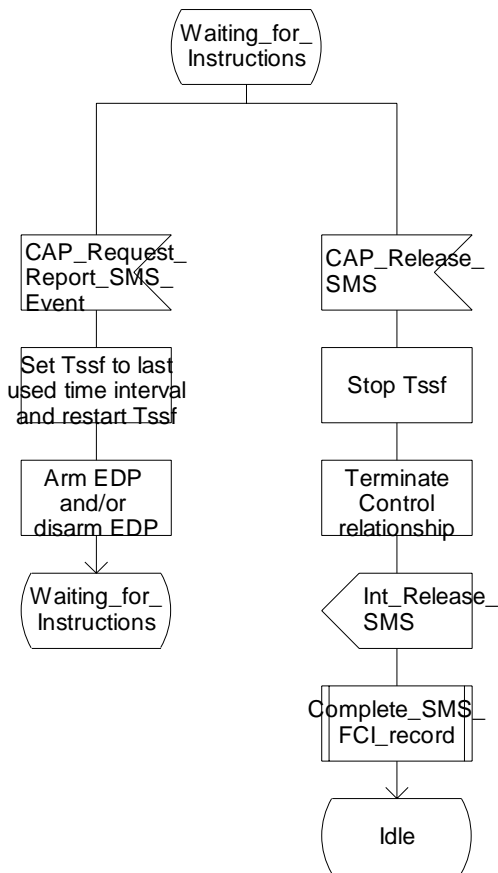 Waiting_for_
Instructions
CAP_Request_
Report_SMS_
Event
Set Tssf to last
used time interval
and restart Tssf
Arm EDP
and/or
disarm EDP
Waiting_for_
Instructions
CAP_Release_
SMS
Stop Tssf
Terminate
Control
relationship
Int_Release_
SMS
Complete_SMS_
FCI_record
Idle